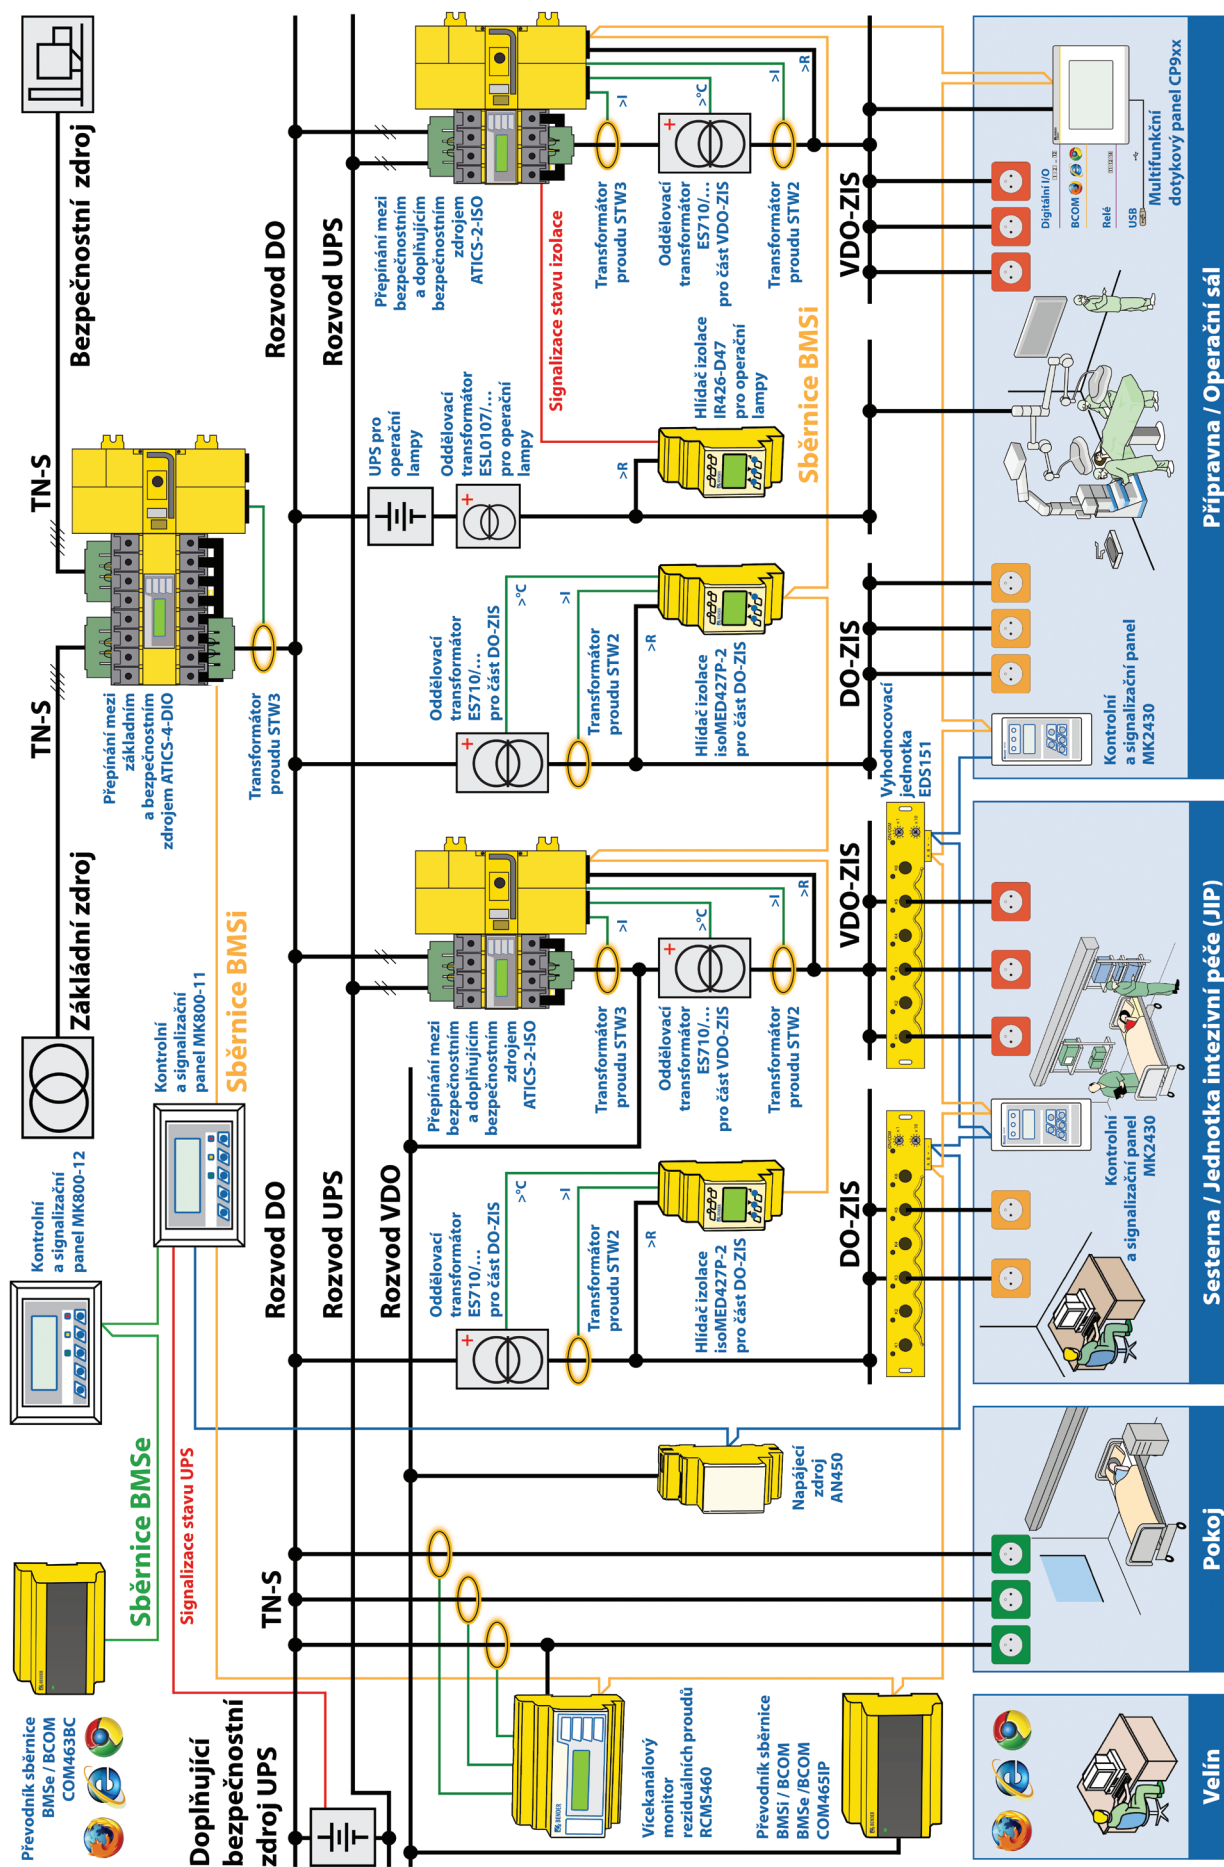 Převodník sběrnice
BMSe / BCOM
COM463BC
Kontrolní
a signalizační
panel MK800-12
Základní zdroj
TN-S
TN-S
Bezpečnostní zdroj
Sběrnice BMSe
Signalizace stavu UPS
Kontrolní
a signalizační
panel MK800-11
Sběrnice BMSi
Přepínání mezi
základním
a bezpečnostním
zdrojem ATICS-4-DIO
Transformátor
proudu STW3
Doplňující
bezpečnostní
zdroj UPS
TN-S
Rozvod DO
Rozvod UPS
Rozvod VDO
Rozvod DO
Rozvod UPS
Oddělovací
transformátor
ES710/...
pro část DO-ZIS
>°C
>I
Transformátor
proudu STW2
>R
Hlídač izolace
isoMED427P-2
pro část DO-ZIS
Přepínání mezi
bezpečnostním
a doplňujícím
bezpečnostním
zdrojem
ATICS-2-ISO
Transformátor
proudu STW3
>I
Oddělovací
transformátor
ES710/...
pro část VDO-ZIS
>°C
Transformátor
proudu STW2
>I
>R
Oddělovací
transformátor
ES710/...
pro část DO-ZIS
>°C
>I
Transformátor
proudu STW2
>R
Hlídač izolace
isoMED427P-2
pro část DO-ZIS
UPS pro
operační
lampy
Oddělovací
transformátor
ESL0107/...
pro operační
lampy
Signalizace stavu izolace
>R
Hlídač izolace
IR426-D47
pro operační
lampy
Sběrnice BMSi
Přepínání mezi
bezpečnostním
a doplňujícím
bezpečnostním
zdrojem
ATICS-2-ISO
Transformátor
proudu STW3
>I
Oddělovací
transformátor
ES710/...
pro část VDO-ZIS
>°C
Transformátor
proudu STW2
>I
>R
BENDER
Vícekanálový
monitor
reziduálních proudů
RCMS460
Převodník sběrnice
BMSi / BCOM
BMSe /BCOM
COM465IP
Napájecí
zdroj
AN450
DO-ZIS
VDO-ZIS
DO-ZIS
VDO-ZIS
Vyhodnocovací
jednotka
EDS151
Kontrolní
a signalizační panel
MK2430
Kontrolní
a signalizační panel
MK2430
Digitální I/O
BCOM
Relé
USB
Multifunkční
dotykový panel CP9xx
Velín
Pokoj
Sesterna / Jednotka intezivní péče (JIP)
Přípravna / Operační sál